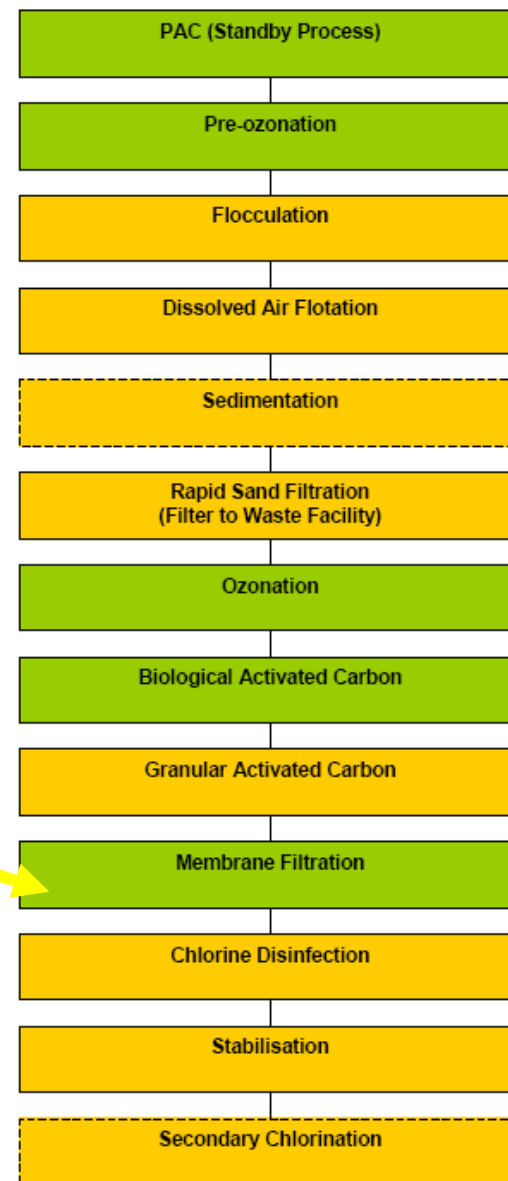 PAC (Standby Process)
Pre-ozonation
Flocculation
Dissolved Air Flotation
Sedimentation
Rapid Sand Filtration
(Filter to Waste Facility)
Ozonation
Biological Activated Carbon
Granular Activated Carbon
Membrane Filtration
Chlorine Disinfection
Stabilisation
Secondary Chlorination